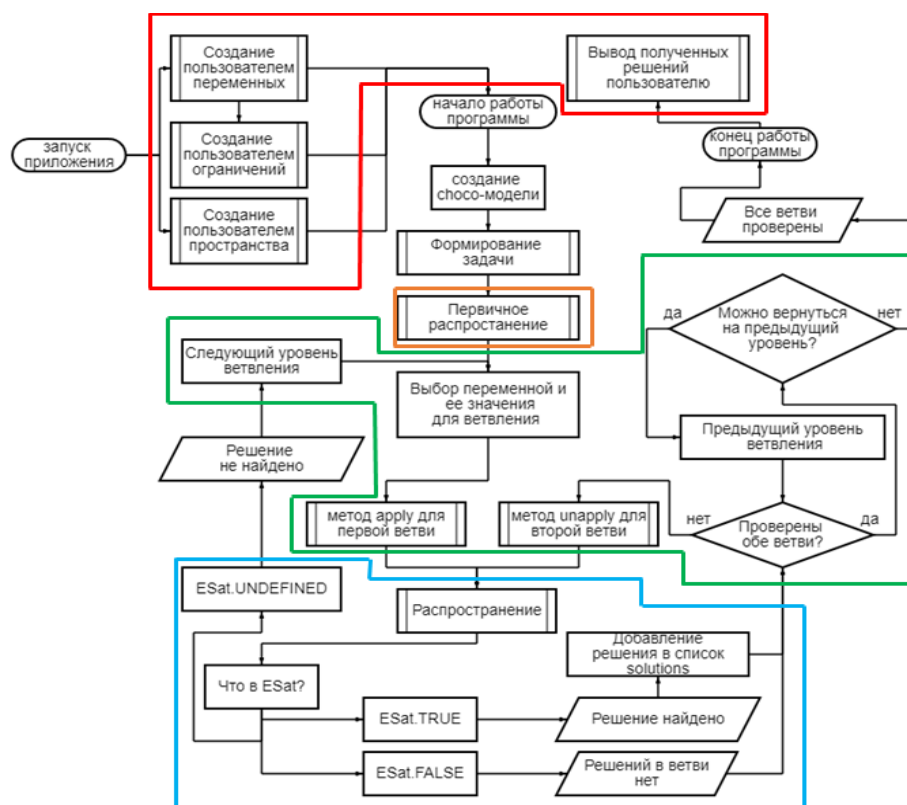 Создание
пользователем
переменных
Вывод полученных
решений
пользователю
начало работы
программы
запуск
приложения
Создание
пользователем
ограничений
конец работы
программы
создание
choco-модели
Создание
пользователем
пространства
Все ветви
проверены
Формирование
задачи
Первичное
распростанение
да
Можно вернуться
на предыдущий
уровень?
нет
Следующий уровень
ветвления
Выбор переменной и
ее значения
для ветвления
Предыдущий уровень
ветвления
Решение
не найдено
метод apply для
первой ветви
метод unapply для
второй ветви
нет
Проверены
обе ветви?
да
ESat.UNDEFINED
Распространение
Добавление
решения в список
solutions
Что в ESat?
ESat.TRUE
Решение найдено
ESat.FALSE
Решений в ветви
нет